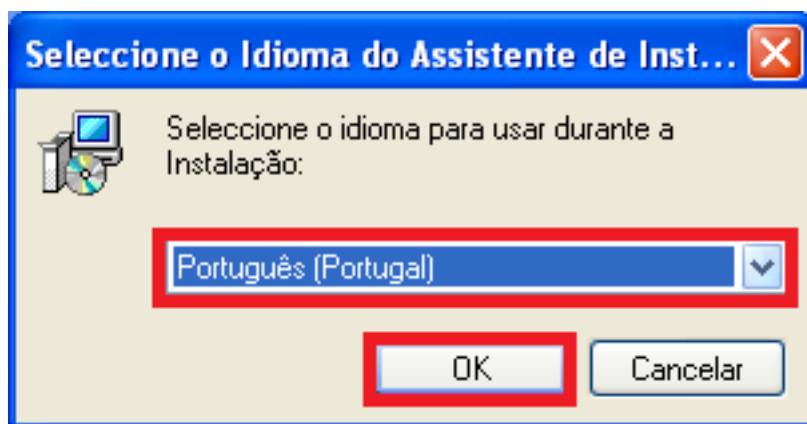 Seleccione o Idioma do Assistente de Inst...
Seleccione o idioma para usar durante a
Instalação:
Português (Portugal)
OK
Cancelar